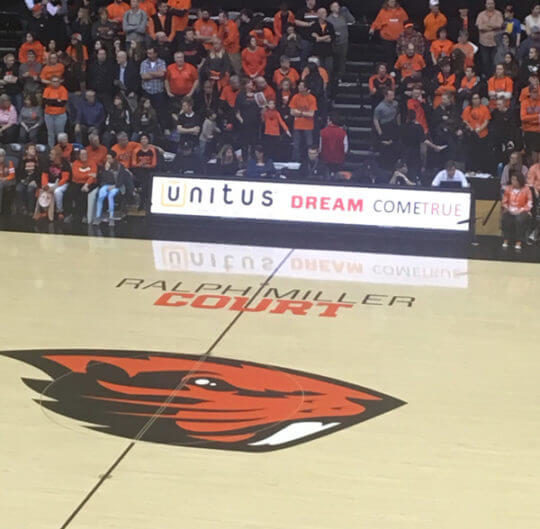 UNITUS DREAM COMETRUE
RALPH MILLER
COURT